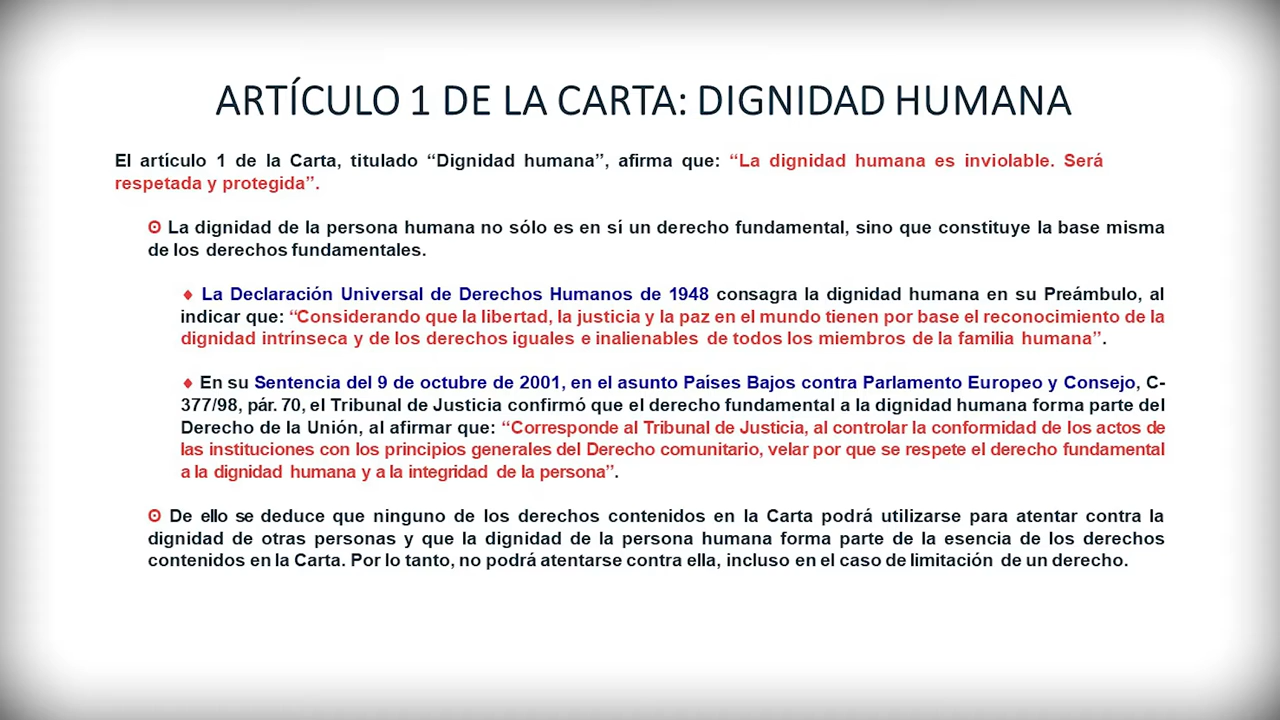 ARTÍCULO 1 DE LA CARTA: DIGNIDAD HUMANA
El artículo 1 de la Carta, titulado “Dignidad humana”, afirma que: “La dignidad humana es inviolable. Será
respetada y protegida”.
ʘ La dignidad de la persona humana no sólo es en sí un derecho fundamental, sino que constituye la base misma
de los derechos fundamentales.
♦ La Declaración Universal de Derechos Humanos de 1948 consagra la dignidad humana en su Preámbulo, al
indicar que: “Considerando que la libertad, la justicia y la paz en el mundo tienen por base el reconocimiento de la
dignidad intrínseca y de los derechos iguales e inalienables de todos los miembros de la familia humana”.
♦ En su Sentencia del 9 de octubre de 2001, en el asunto Países Bajos contra Parlamento Europeo y Consejo, C-
377/98, pár. 70, el Tribunal de Justicia confirmó que el derecho fundamental a la dignidad humana forma parte del
Derecho de la Unión, al afirmar que: “Corresponde al Tribunal de Justicia, al controlar la conformidad de los actos de
las instituciones con los principios generales del Derecho comunitario, velar por que se respete el derecho fundamental
a la dignidad humana y a la integridad de la persona”.
ʘ De ello se deduce que ninguno de los derechos contenidos en la Carta podrá utilizarse para atentar contra la
dignidad de otras personas y que la dignidad de la persona humana forma parte de la esencia de los derechos
contenidos en la Carta. Por lo tanto, no podrá atentarse contra ella, incluso en el caso de limitación de un derecho.